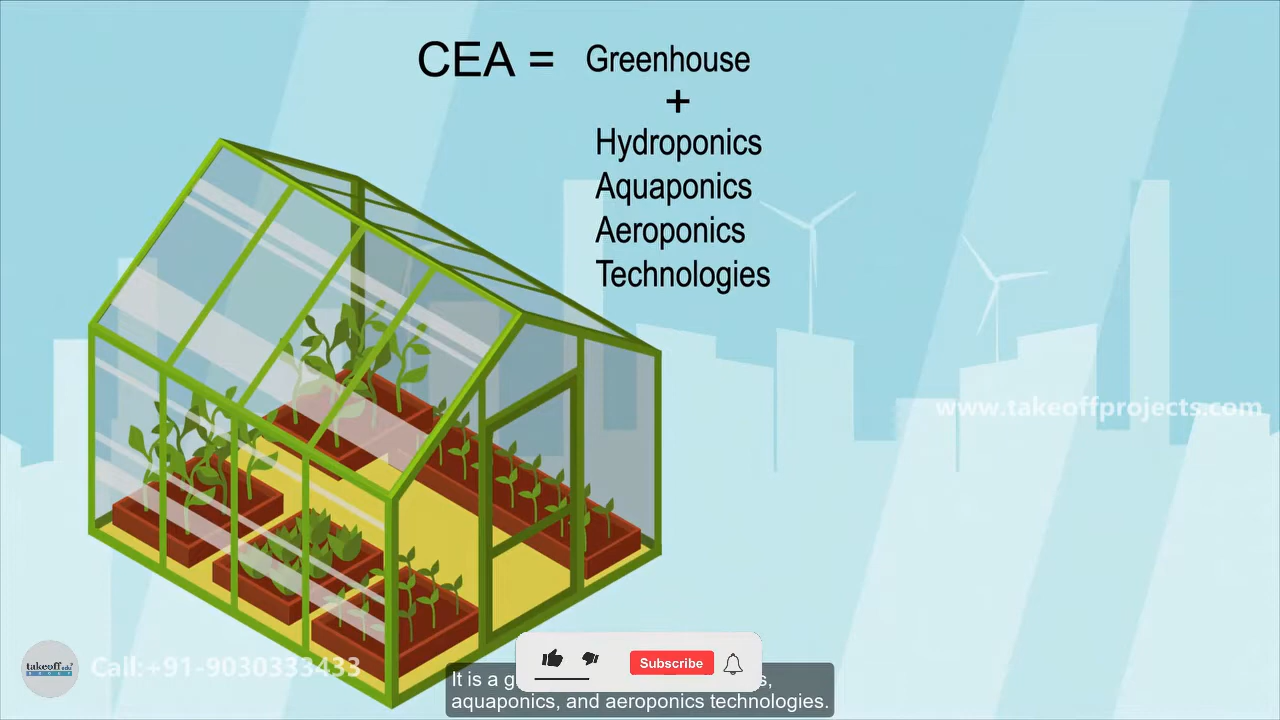 CEA = Greenhouse
+
Hydroponics
Aquaponics
Aeroponics
Technologies
www.takeoffprojects.com
takeoff
Call:+91-9030333433
Subscribe
It is a g
aquaponics, and aeroponics technologies.